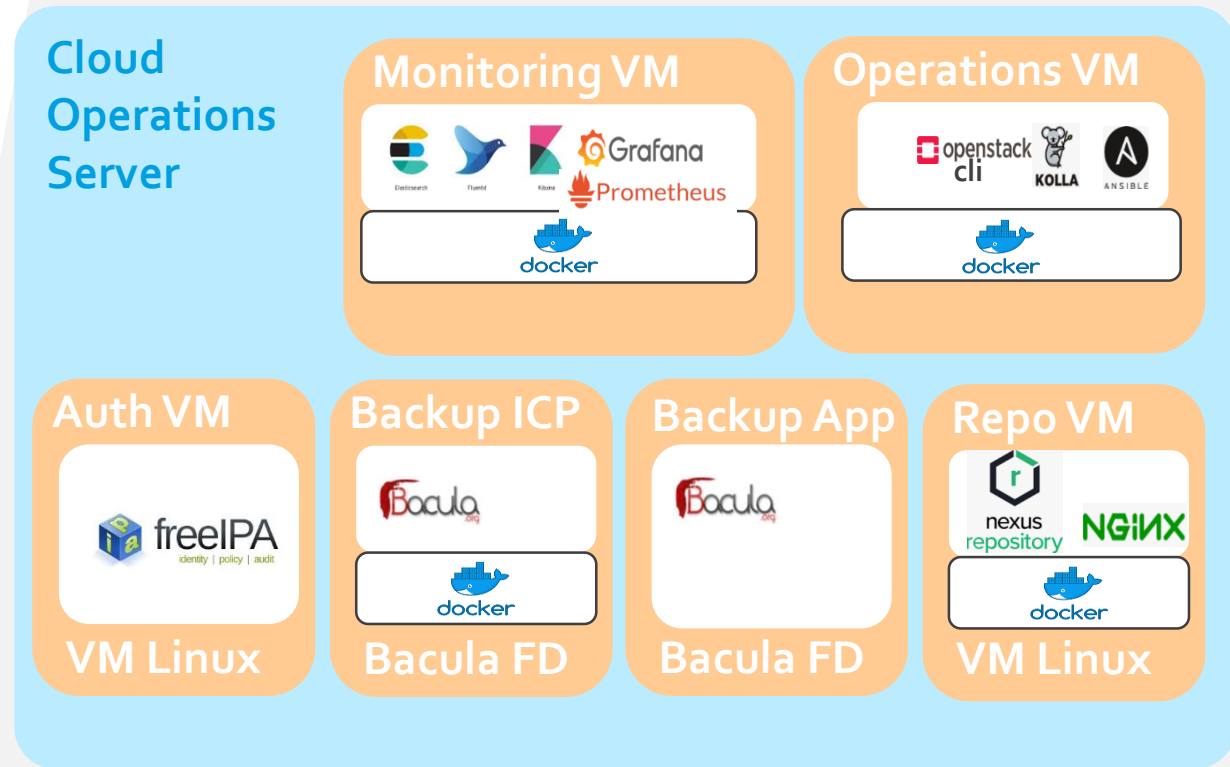 Cloud
Operations
Server
Monitoring VM
Elasticsearch
Fluentd
Kibana
Grafana
Prometheus
docker
Operations VM
openstack
cli
KOLLA
ANSIBLE
docker
Auth VM
freeIPA
identity | policy | audit
VM Linux
Backup ICP
Bacula
.org
docker
Bacula FD
Backup App
Bacula
.org
Bacula FD
Repo VM
r
nexus
repository
NGiNX
docker
VM Linux